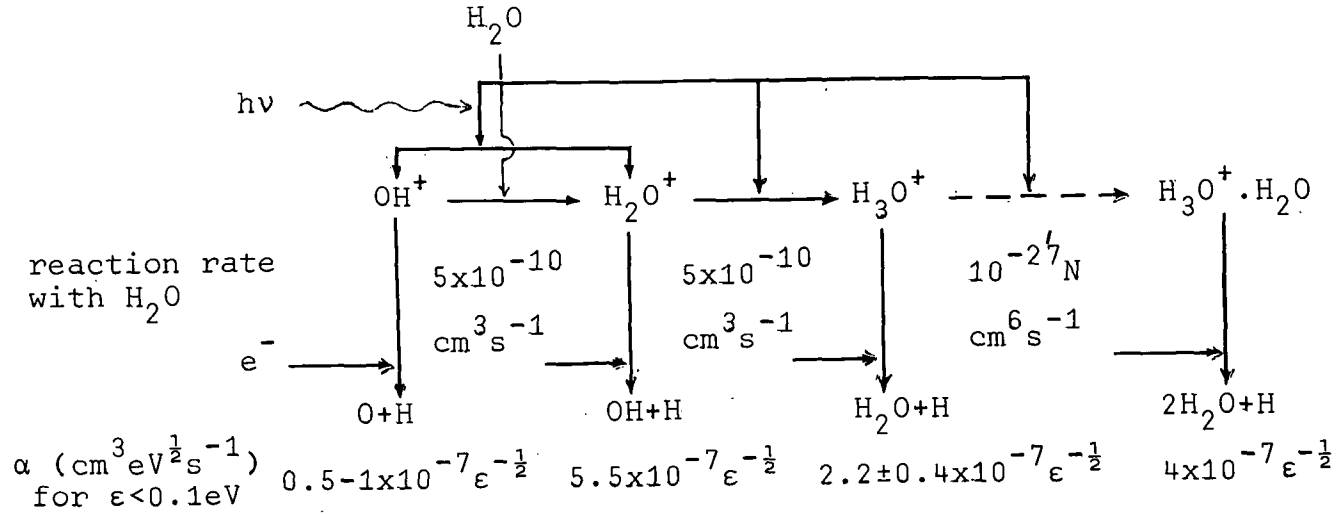 H₂O
hν
OH⁺ H₂O⁺ H₃O⁺ H₃O⁺.H₂O
reaction rate
with H₂O
5x10⁻¹⁰ 5x10⁻¹⁰ 10⁻²⁷N
cm³s⁻¹ cm³s⁻¹ cm⁶s⁻¹
e⁻
O+H OH+H H₂O+H 2H₂O+H
α (cm³eV^½s⁻¹) 0.5-1x10⁻⁷ε^-½ 5.5x10⁻⁷ε^-½ 2.2±0.4x10⁻⁷ε^-½ 4x10⁻⁷ε^-½
for ε<0.1eV